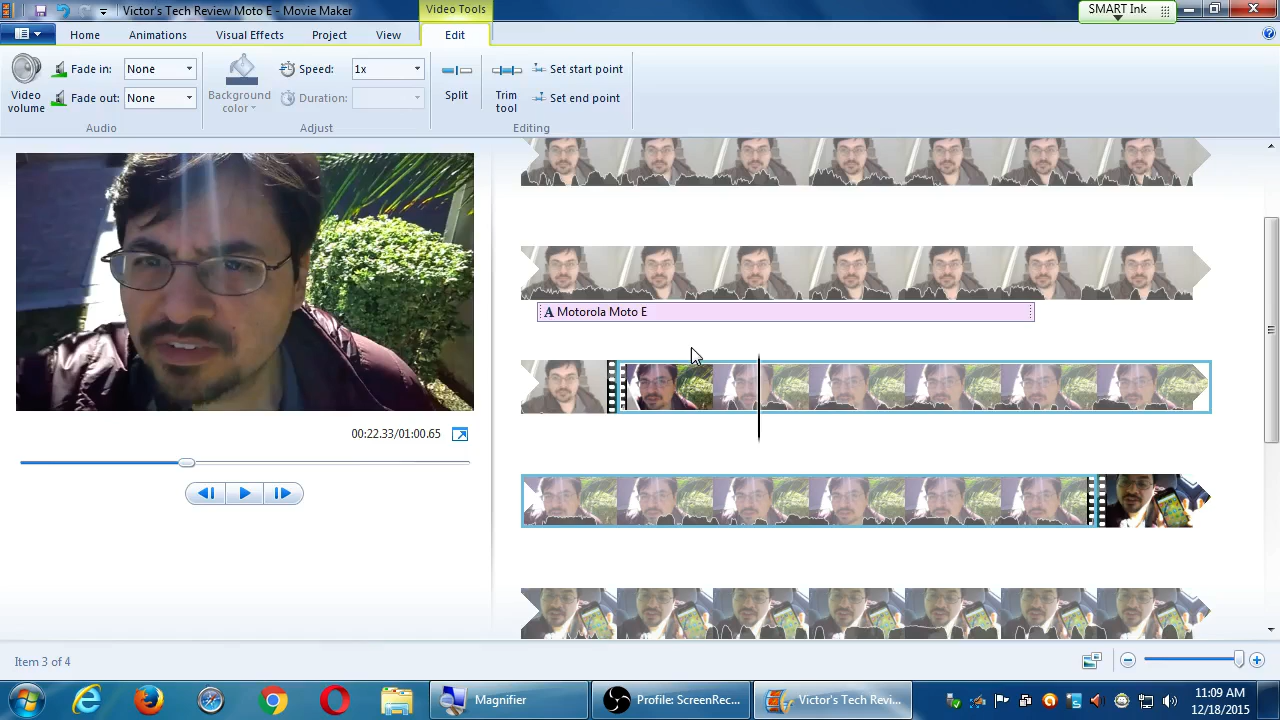 Victor's Tech Review Moto E - Movie Maker
Video Tools
SMART Ink
Home Animations Visual Effects Project View Edit
Video volume
Fade in: None
Fade out: None
Audio
Background color
Speed: 1x
Duration:
Adjust
Split
Trim tool
Set start point
Set end point
Editing
A Motorola Moto E
00:22.33/01:00.65
Item 3 of 4
Magnifier
Profile: ScreenRec...
Victor's Tech Revi...
11:09 AM
12/18/2015